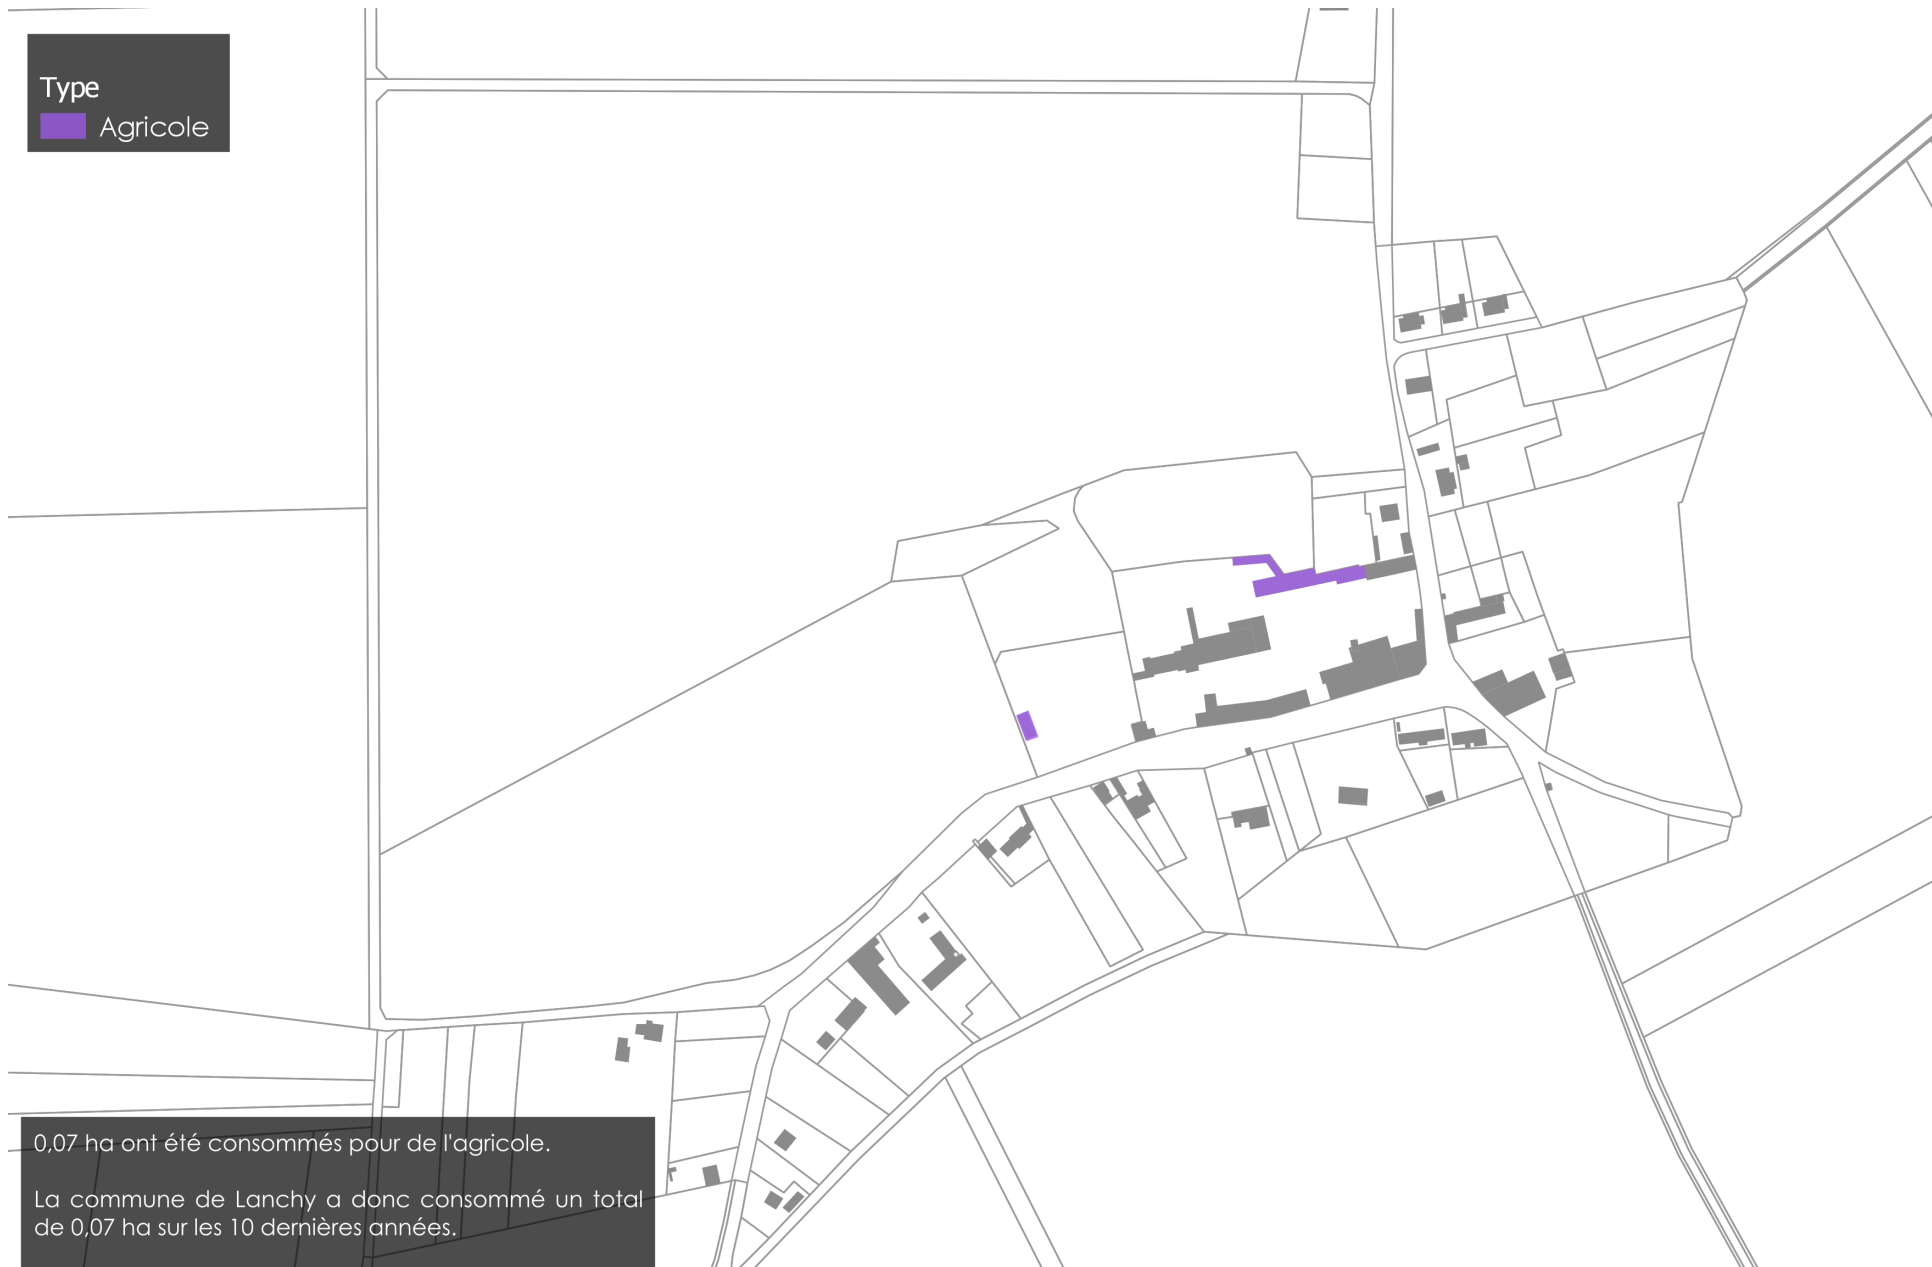 Type
Agricole
0,07 ha ont été consommés pour de l'agricole.
La commune de Lanchy a donc consommé un total
de 0,07 ha sur les 10 dernières années.